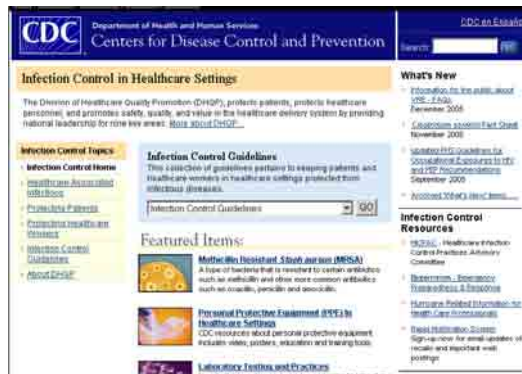 CDC
Department of Health and Human Services
Centers for Disease Control and Prevention
CDC en Español
Search:
Infection Control in Healthcare Settings
The Division of Healthcare Quality Promotion (DHQP), protects patients, protects healthcare
personnel, and promotes safety, quality, and value in the healthcare delivery system by providing
national leadership for nine key areas. More about DHQP...
Infection Control Topics
Infection Control Home
Healthcare-Associated
Infections
Protecting Patients
Protecting Healthcare
Workers
Infection Control
Guidelines
About DHQP
Infection Control Guidelines
This collection of guidelines pertains to keeping patients and
Healthcare workers in healthcare settings protected from
infectious diseases.
Infection Control Guidelines
GO
Featured Items:
Methicillin Resistant Staph aureus (MRSA)
A type of bacteria that is resistant to certain antibiotics
such as methicillin and other more common antibiotics
such as oxacillin, penicillin and amoxicillin.
Personal Protective Equipment (PPE) in
Healthcare Settings
CDC resources about personal protective equipment.
Includes video, posters, education and training tools.
Laboratory Testing and Practices
What's New
Information for the public about
VRE - FAQs
December 2005
Fact Sheet
November 2005
Updated PHS Guidelines for
Occupational Exposures to HIV
and PEP Recommendations
September 2005
Archived What's New Items
Infection Control
Resources
HICPAC - Healthcare Infection
Control Practices Advisory
Committee
Bioterrorism - Emergency
Preparedness & Response
Hurricane Related Information for
Health Care Professionals
Rapid Notification System
Sign-up now for email updates of
recalls and important web
postings